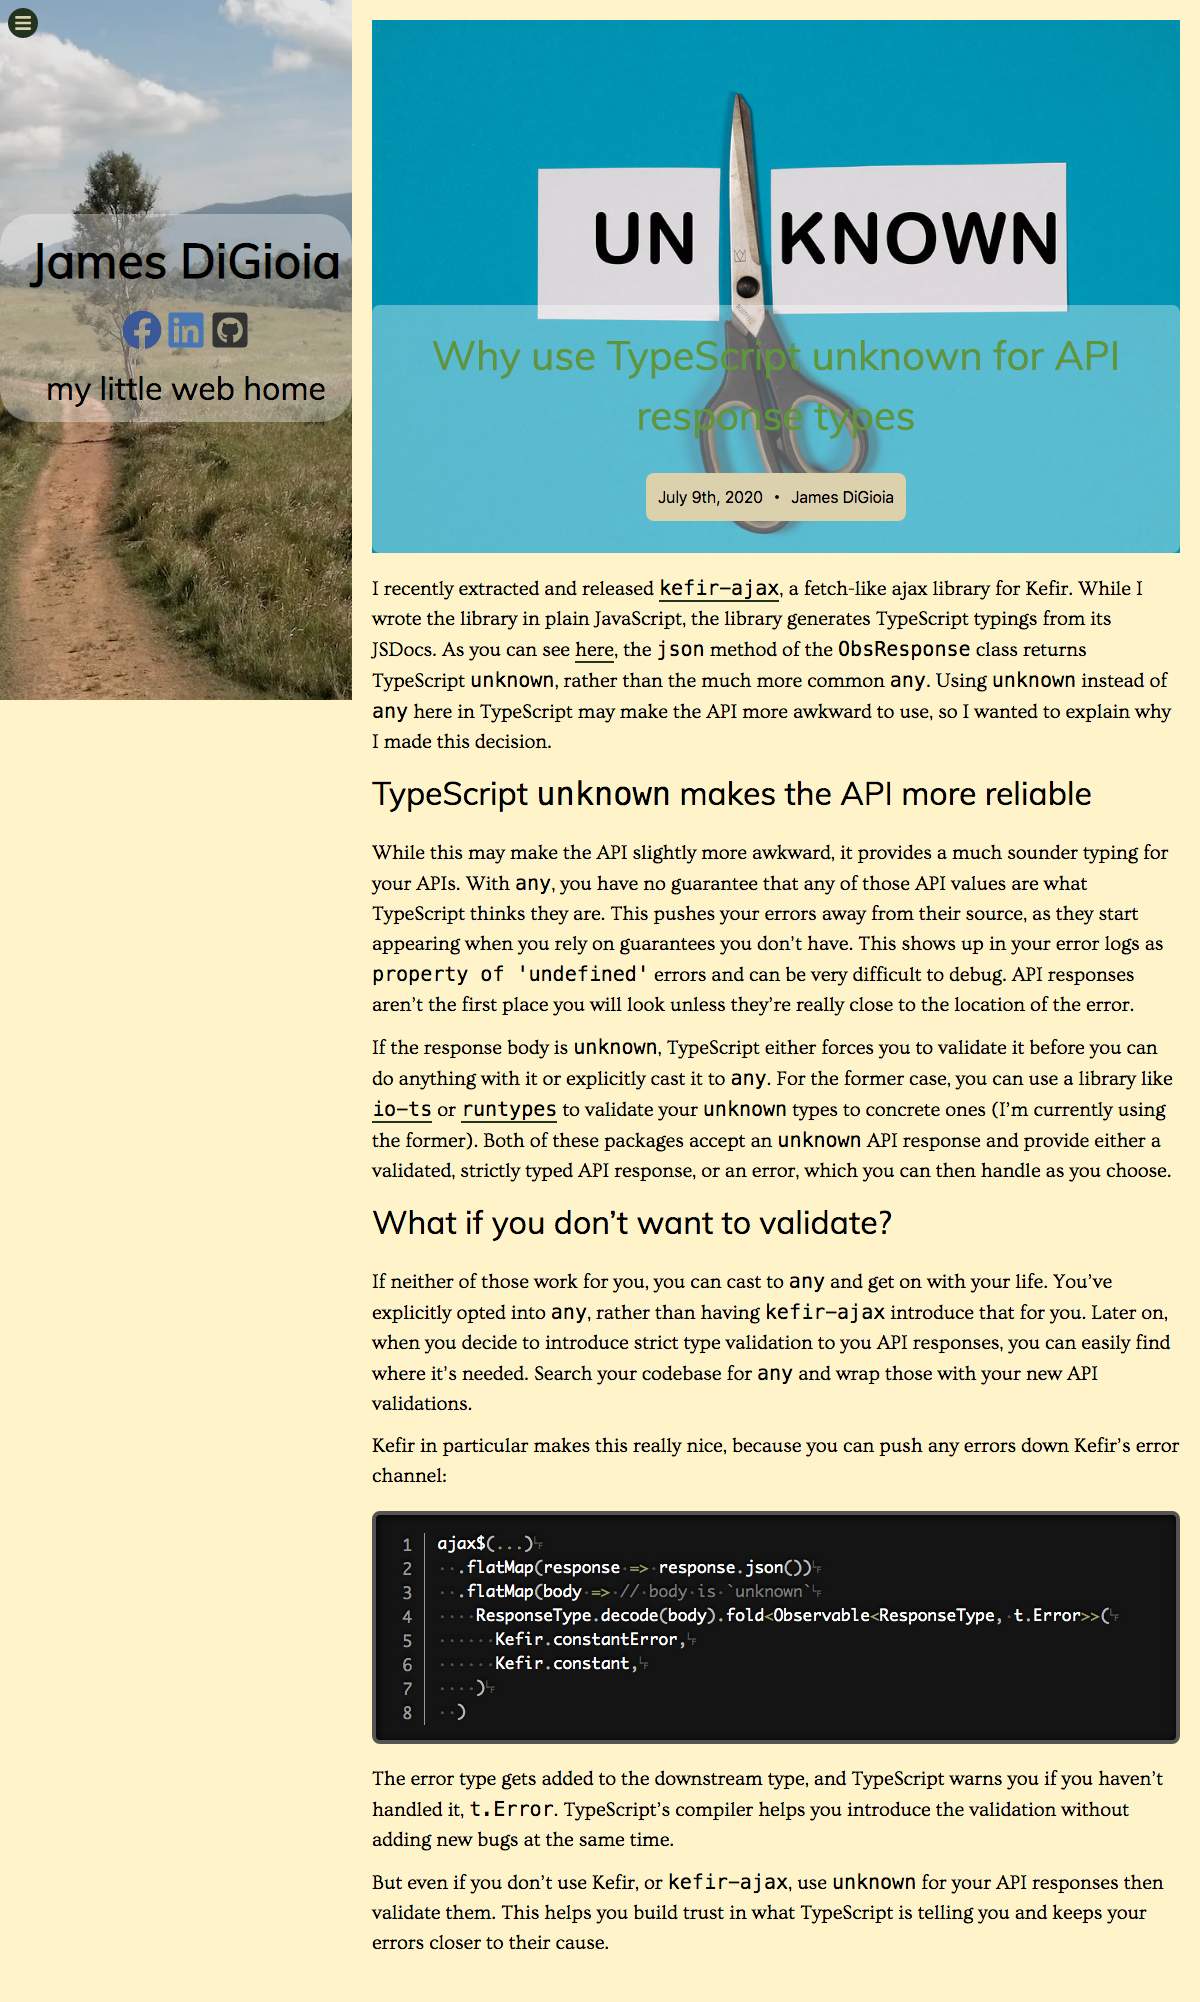 James DiGioia
my little web home
UN KNOWN
Why use TypeScript unknown for API
response types
July 9th, 2020 • James DiGioia
I recently extracted and released kefir-ajax, a fetch-like ajax library for Kefir. While I
wrote the library in plain JavaScript, the library generates TypeScript typings from its
JSDocs. As you can see here, the json method of the ObsResponse class returns
TypeScript unknown, rather than the much more common any. Using unknown instead of
any here in TypeScript may make the API more awkward to use, so I wanted to explain why
I made this decision.
TypeScript unknown makes the API more reliable
While this may make the API slightly more awkward, it provides a much sounder typing for
your APIs. With any, you have no guarantee that any of those API values are what
TypeScript thinks they are. This pushes your errors away from their source, as they start
appearing when you rely on guarantees you don’t have. This shows up in your error logs as
property of 'undefined' errors and can be very difficult to debug. API responses
aren’t the first place you will look unless they’re really close to the location of the error.
If the response body is unknown, TypeScript either forces you to validate it before you can
do anything with it or explicitly cast it to any. For the former case, you can use a library like
io-ts or runtypes to validate your unknown types to concrete ones (I’m currently using
the former). Both of these packages accept an unknown API response and provide either a
validated, strictly typed API response, or an error, which you can then handle as you choose.
What if you don’t want to validate?
If neither of those work for you, you can cast to any and get on with your life. You’ve
explicitly opted into any, rather than having kefir-ajax introduce that for you. Later on,
when you decide to introduce strict type validation to you API responses, you can easily find
where it’s needed. Search your codebase for any and wrap those with your new API
validations.
Kefir in particular makes this really nice, because you can push any errors down Kefir’s error
channel:
1 ajax$(...)
2   .flatMap(response => response.json())
3   .flatMap(body => // body is `unknown`
4     ResponseType.decode(body).fold<Observable<ResponseType, t.Error>>(
5       Kefir.constantError,
6       Kefir.constant,
7     )
8   )
The error type gets added to the downstream type, and TypeScript warns you if you haven’t
handled it, t.Error. TypeScript’s compiler helps you introduce the validation without
adding new bugs at the same time.
But even if you don’t use Kefir, or kefir-ajax, use unknown for your API responses then
validate them. This helps you build trust in what TypeScript is telling you and keeps your
errors closer to their cause.